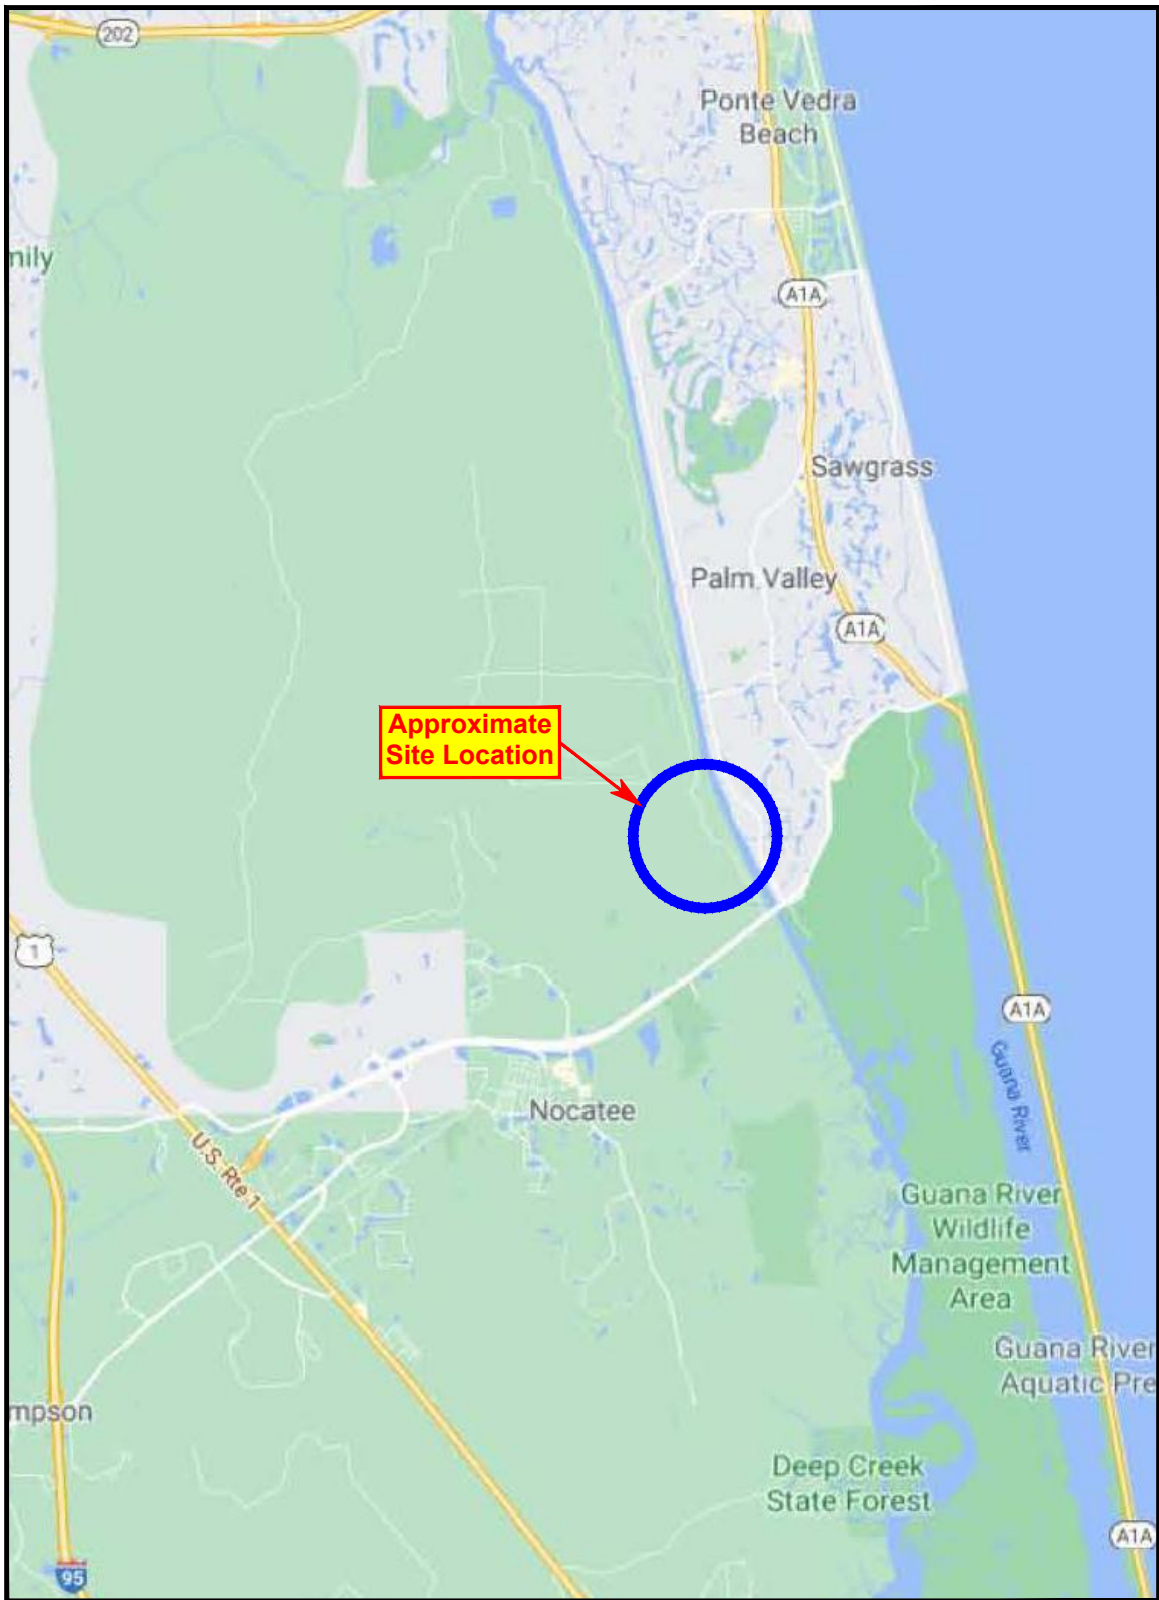 202
Ponte Vedra
Beach
mily
A1A
Sawgrass
Palm Valley
A1A
Approximate
Site Location
1
A1A
Guana River
Nocatee
U.S. Rte 1
Guana River
Wildlife
Management
Area
Guana River
Aquatic Pre
mpson
Deep Creek
State Forest
A1A
95